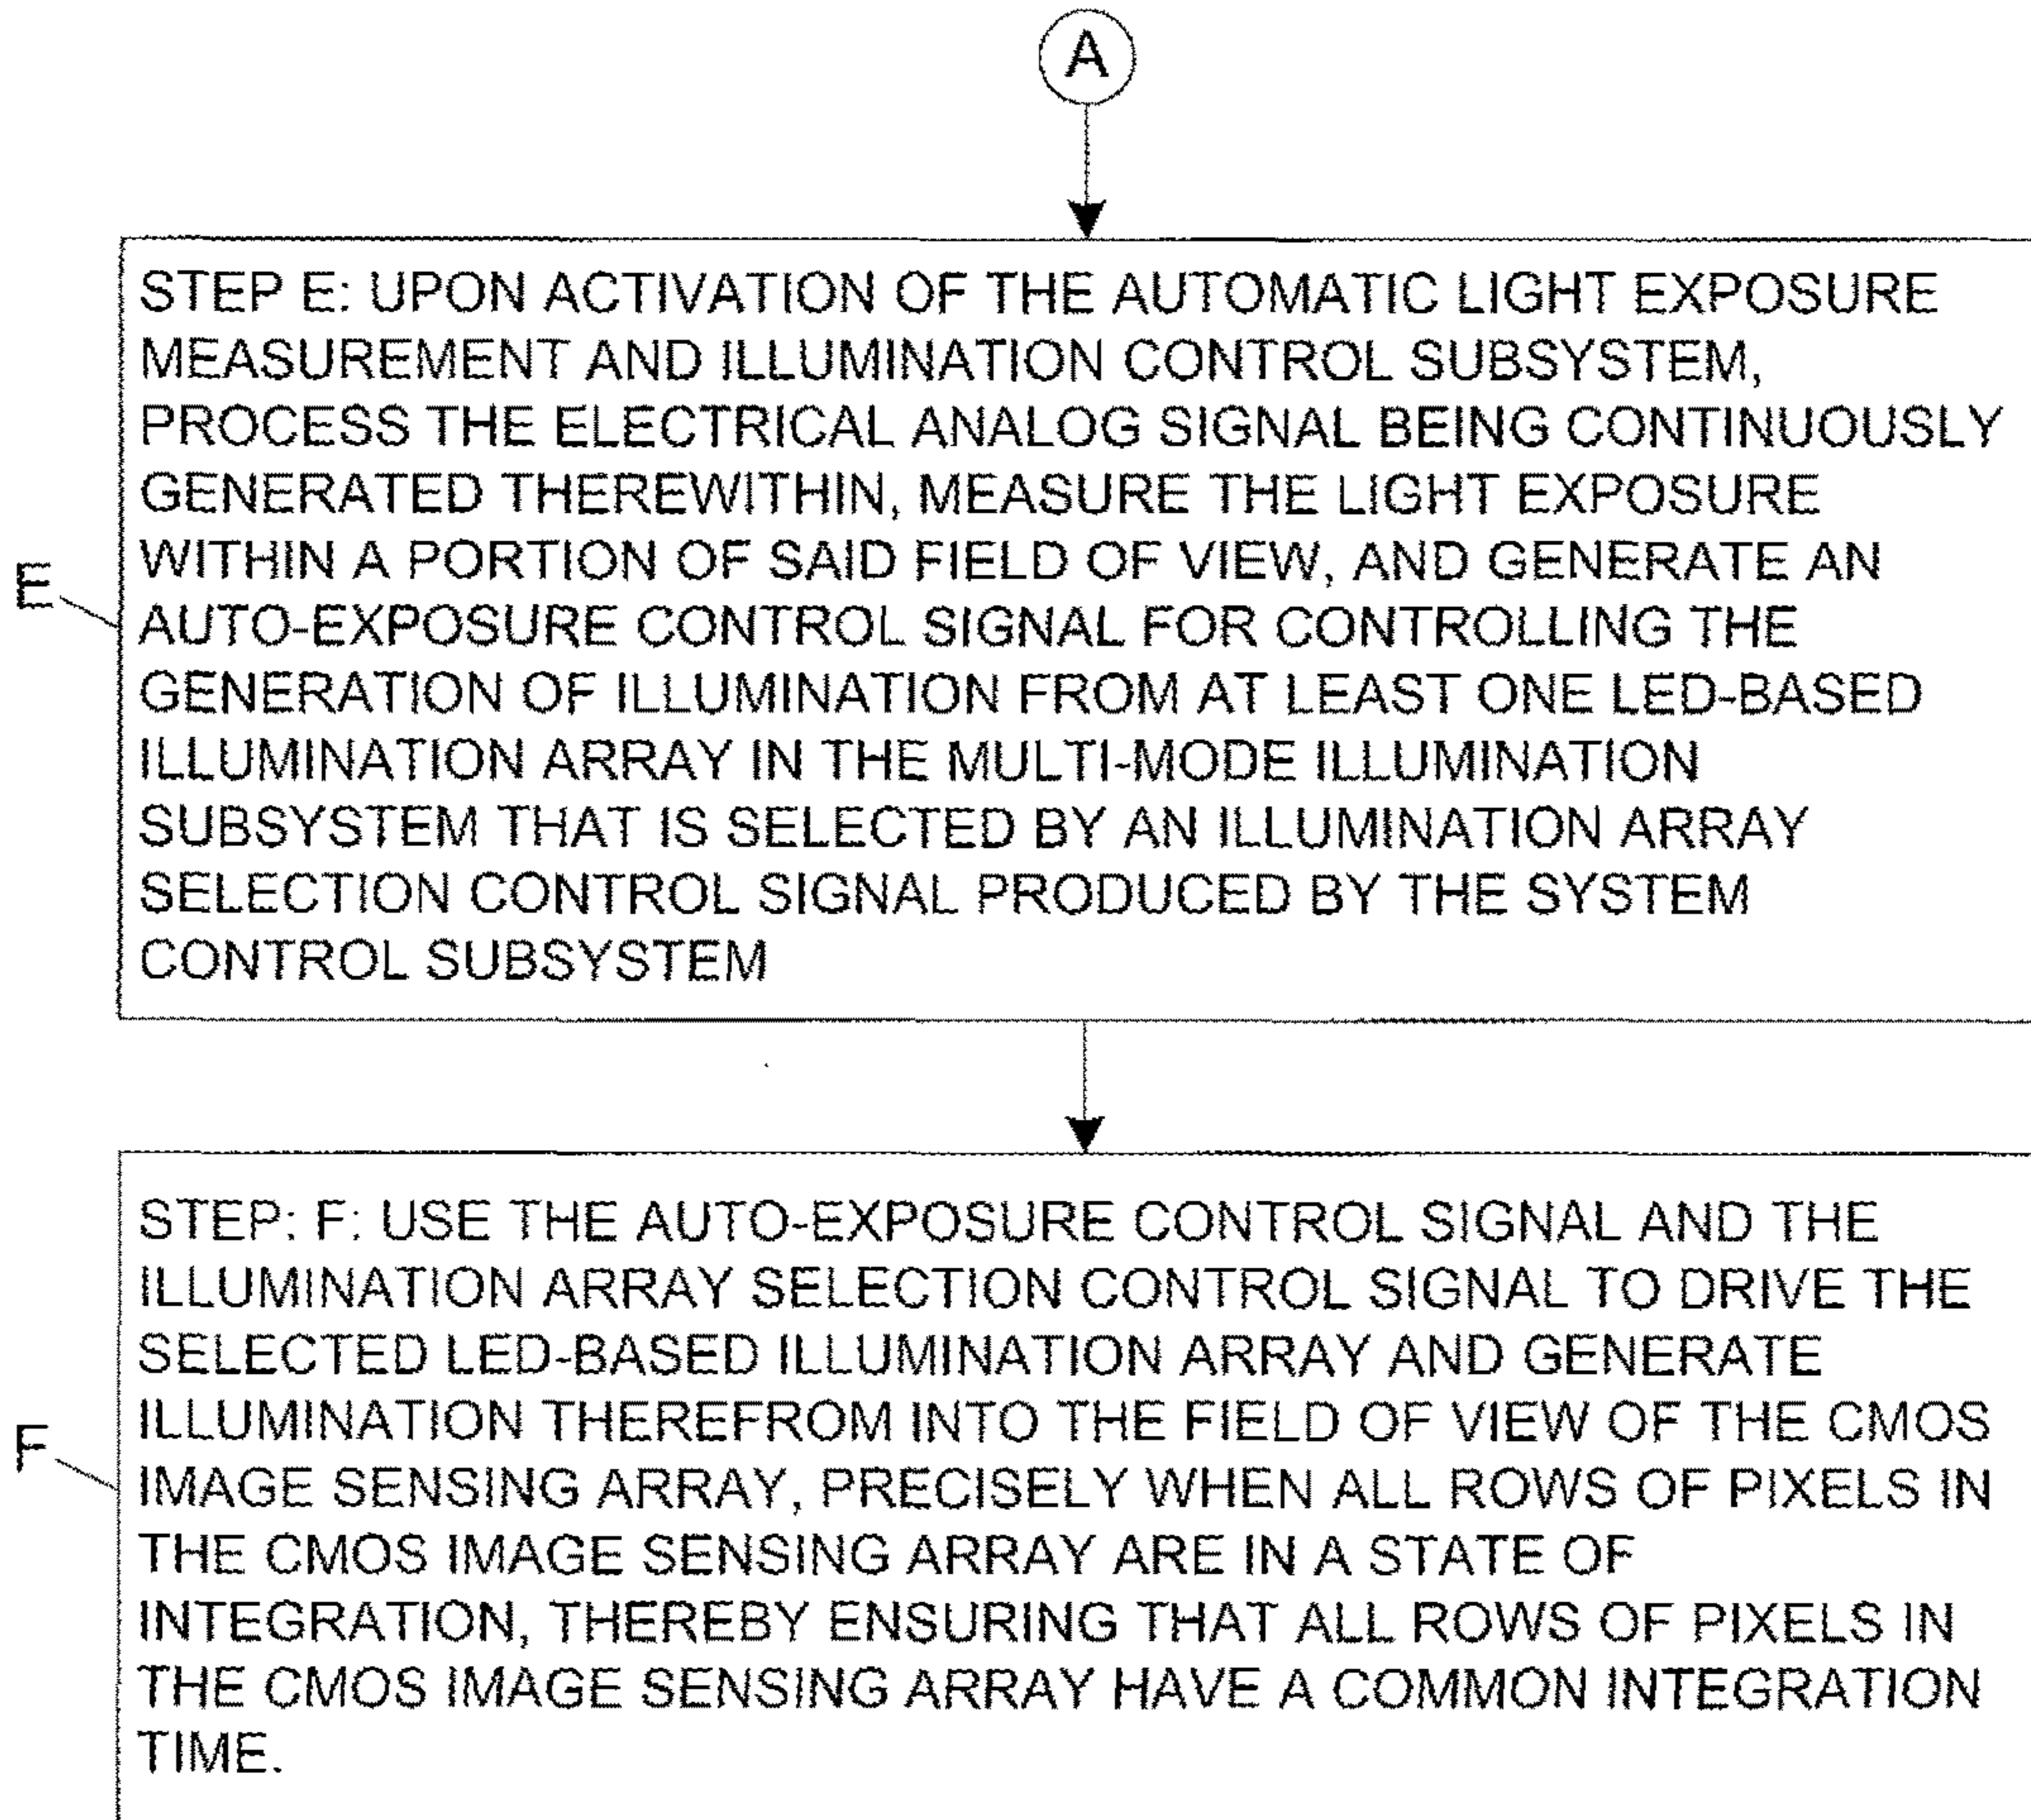 A
STEP E: UPON ACTIVATION OF THE AUTOMATIC LIGHT EXPOSURE
MEASUREMENT AND ILLUMINATION CONTROL SUBSYSTEM,
PROCESS THE ELECTRICAL ANALOG SIGNAL BEING CONTINUOUSLY
GENERATED THEREWITHIN, MEASURE THE LIGHT EXPOSURE
WITHIN A PORTION OF SAID FIELD OF VIEW, AND GENERATE AN
E
AUTO-EXPOSURE CONTROL SIGNAL FOR CONTROLLING THE
GENERATION OF ILLUMINATION FROM AT LEAST ONE LED-BASED
ILLUMINATION ARRAY IN THE MULTI-MODE ILLUMINATION
SUBSYSTEM THAT IS SELECTED BY AN ILLUMINATION ARRAY
SELECTION CONTROL SIGNAL PRODUCED BY THE SYSTEM
CONTROL SUBSYSTEM
STEP: F: USE THE AUTO-EXPOSURE CONTROL SIGNAL AND THE
ILLUMINATION ARRAY SELECTION CONTROL SIGNAL TO DRIVE THE
SELECTED LED-BASED ILLUMINATION ARRAY AND GENERATE
ILLUMINATION THEREFROM INTO THE FIELD OF VIEW OF THE CMOS
F
IMAGE SENSING ARRAY, PRECISELY WHEN ALL ROWS OF PIXELS IN
THE CMOS IMAGE SENSING ARRAY ARE IN A STATE OF
INTEGRATION, THEREBY ENSURING THAT ALL ROWS OF PIXELS IN
THE CMOS IMAGE SENSING ARRAY HAVE A COMMON INTEGRATION
TIME.